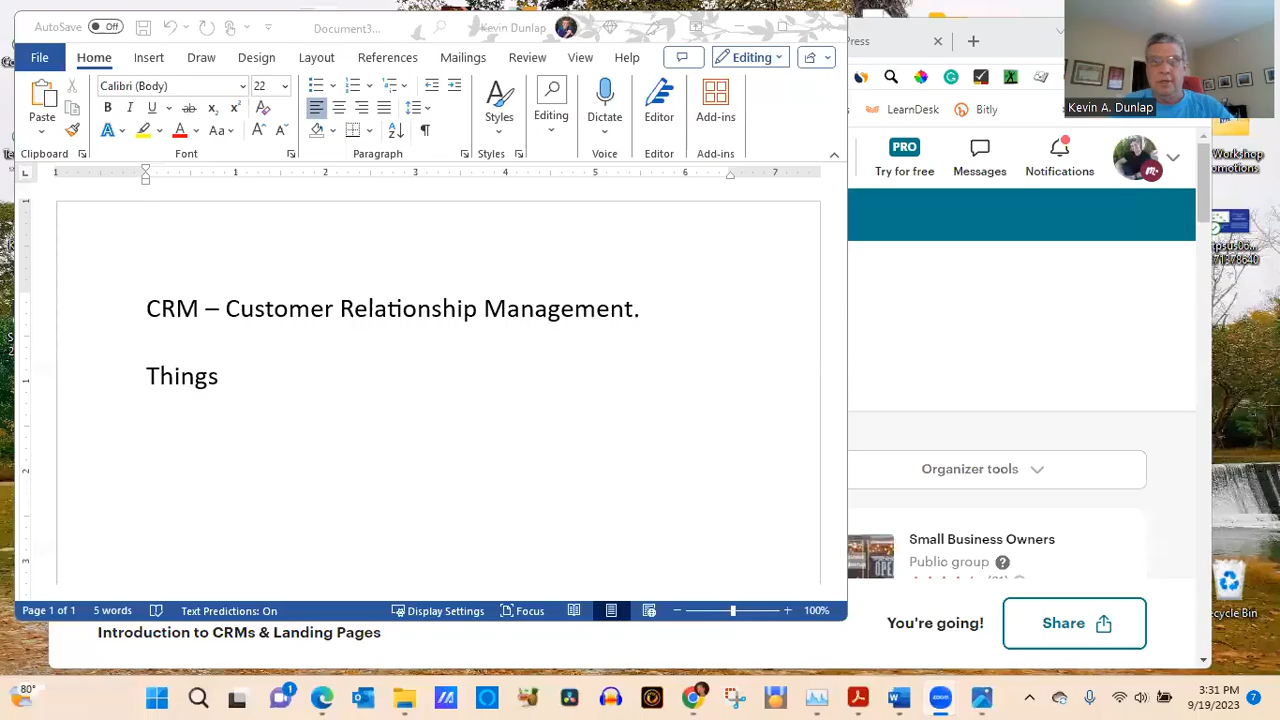 AutoSave Off Document3... Kevin Dunlap
File Home Insert Draw Design Layout References Mailings Review View Help Editing
Calibri (Body) 22
Paste Styles Editing Dictate Editor Add-ins
Clipboard Font Paragraph Styles Voice Editor Add-ins
CRM – Customer Relationship Management.
Things
Page 1 of 1 5 words Text Predictions: On Display Settings Focus 100%
Press
LearnDesk Bitly
Kevin A. Dunlap
PRO
Try for free Messages Notifications
Organizer tools
Small Business Owners
Public group
OPEN
Introduction to CRMs & Landing Pages
You're going! Share
Recycle Bin
80°
3:31 PM
9/19/2023